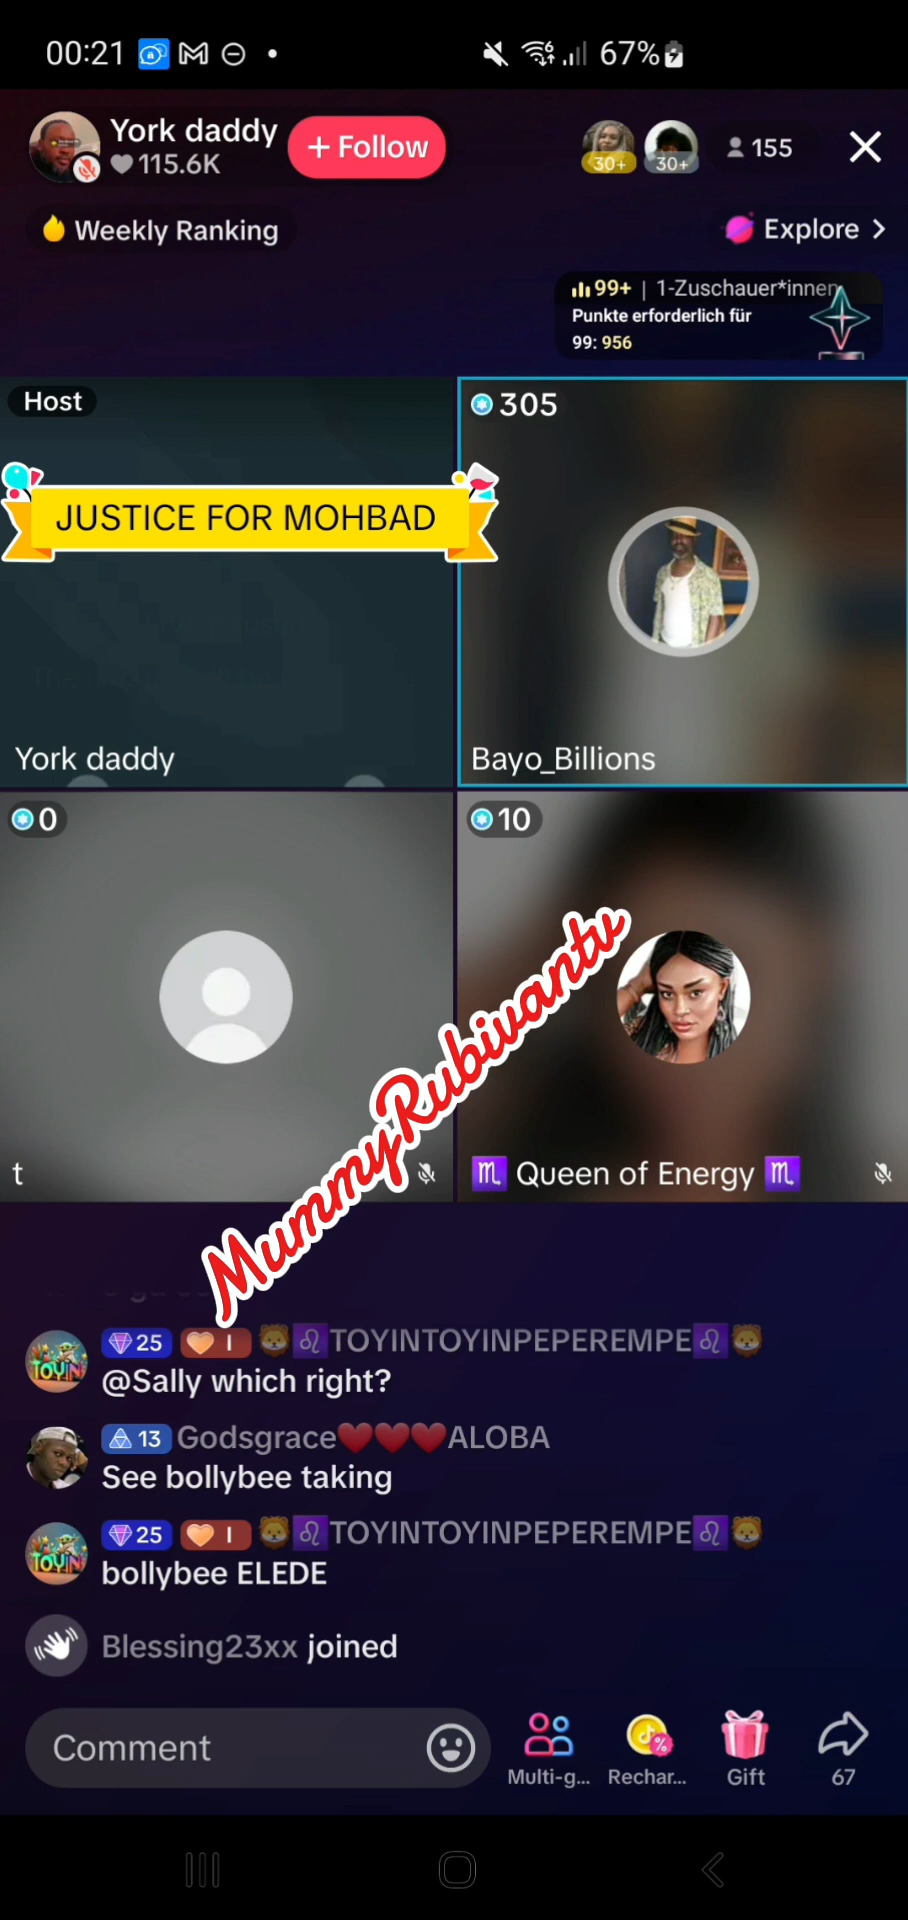 00:21
67%
York daddy
115.6K
+ Follow
30+
30+
155
Weekly Ranking
Explore
99+ | 1-Zuschauer*innen
Punkte erforderlich für
99: 956
Host
305
JUSTICE FOR MOHBAD
York daddy
Bayo_Billions
0
10
MummyRubivantv
t
♏ Queen of Energy ♏
25 I 🦁♌TOYINTOYINPEPEREMPE♌🦁
@Sally which right?
13 Godsgrace❤️❤️❤️ALOBA
See bollybee taking
TOYIN
25 I 🦁♌TOYINTOYINPEPEREMPE♌🦁
bollybee ELEDE
Blessing23xx joined
Comment
Multi-g...
Rechar...
Gift
67